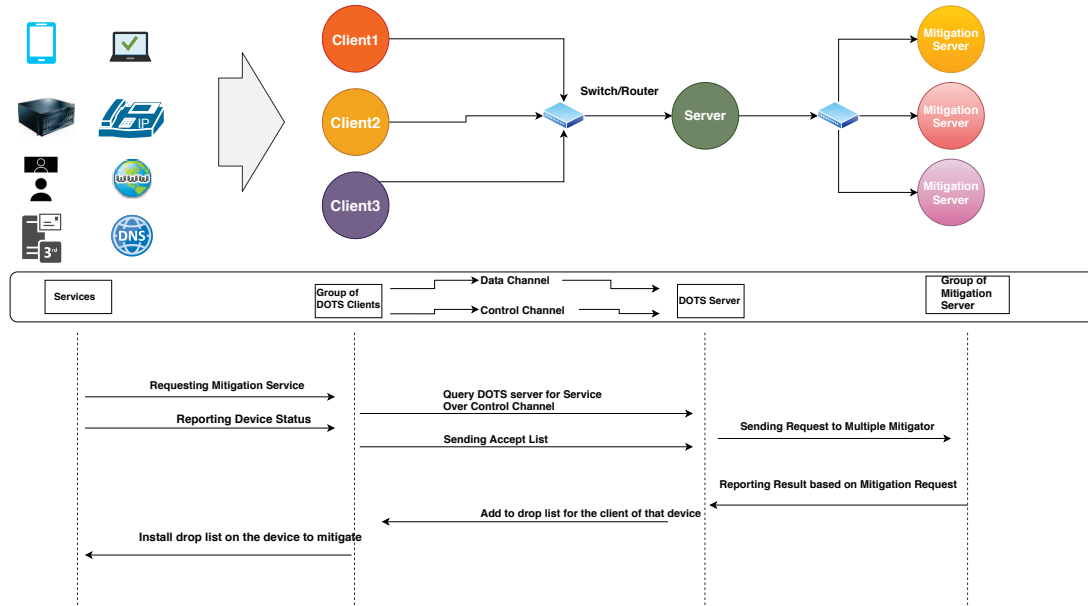 Client1
Mitigation
Server
IP
Switch/Router
Client2
Server
Mitigation
Server
www
Client3
Mitigation
Server
3rd
DNS
Services
Group of
DOTS Clients
Data Channel
Control Channel
DOTS Server
Group of
Mitigation
Server
Requesting Mitigation Service
Reporting Device Status
Query DOTS server for Service
Over Control Channel
Sending Accept List
Sending Request to Multiple Mitigator
Reporting Result based on Mitigation Request
Add to drop list for the client of that device
Install drop list on the device to mitigate